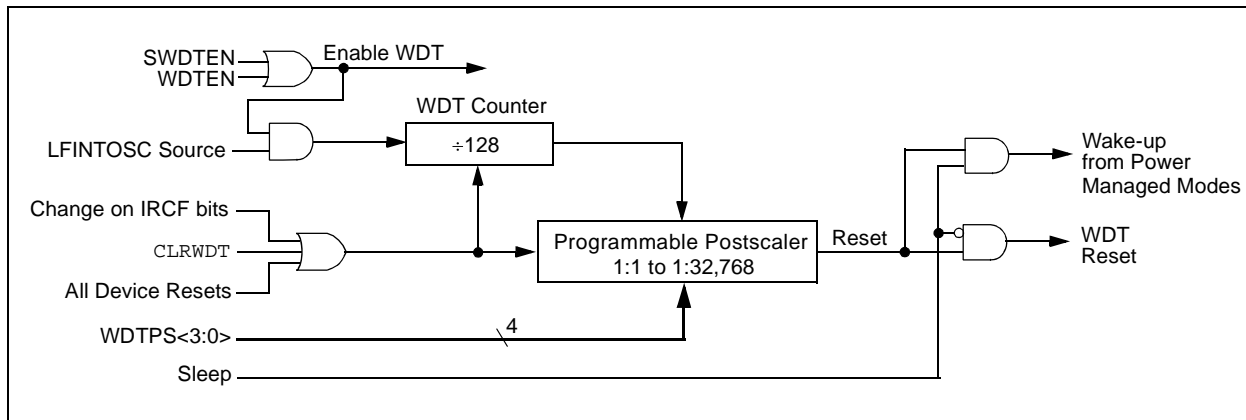 SWDTEN
WDTEN
Enable WDT
WDT Counter
÷128
LFINTOSC Source
Wake-up
from Power
Managed Modes
Change on IRCF bits
CLRWDT
All Device Resets
Programmable Postscaler
1:1 to 1:32,768
Reset
WDT
Reset
WDTPS<3:0>
4
Sleep